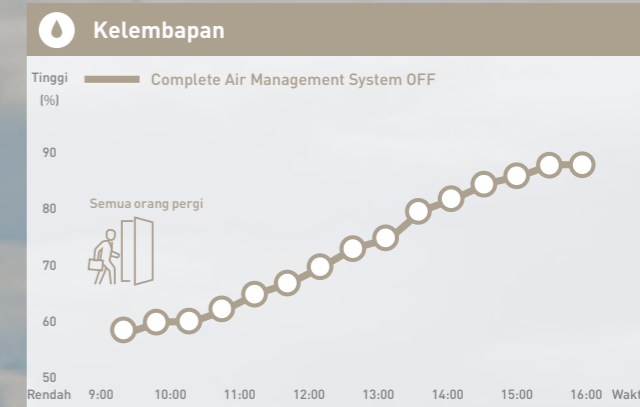 Kelembapan
Tinggi
(%)
Complete Air Management System OFF
90
Semua orang pergi
80
70
60
50
Rendah 9:00 10:00 11:00 12:00 13:00 14:00 15:00 16:00 Wakt